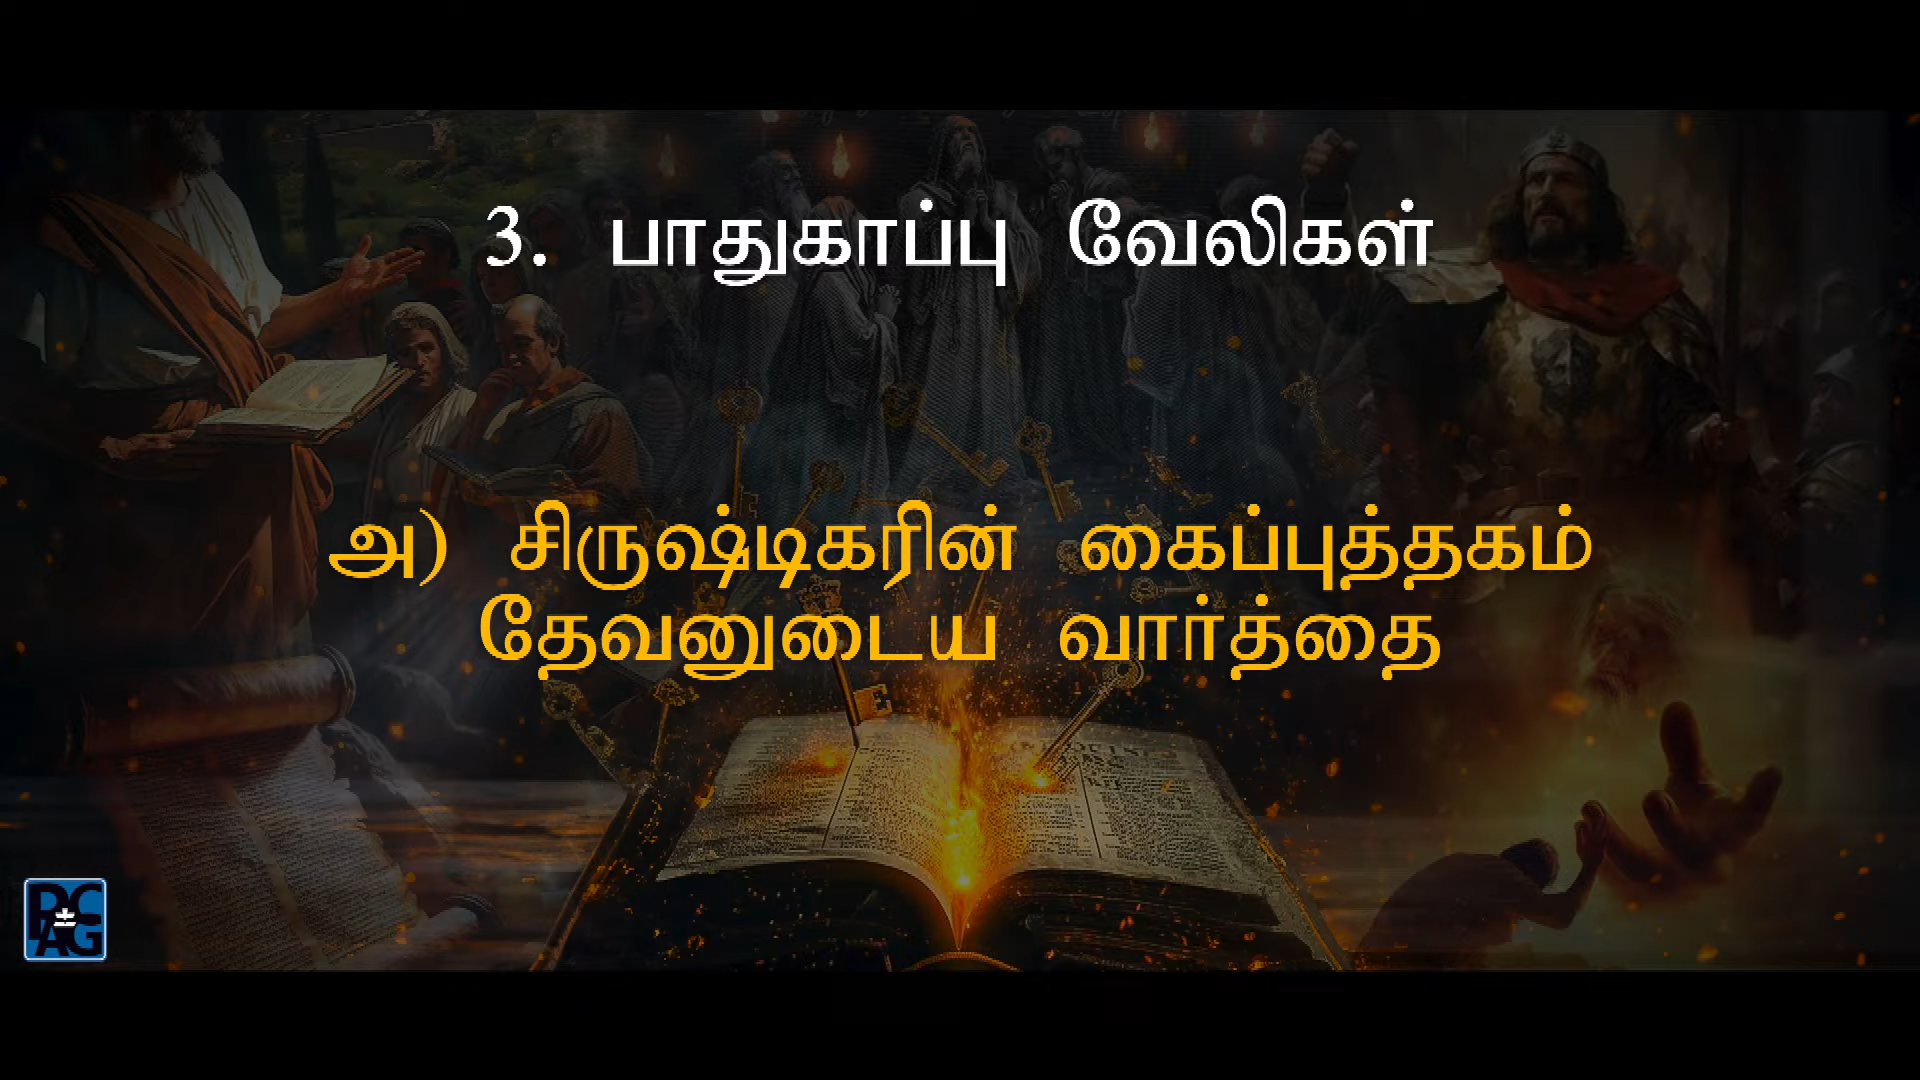 3. பாதுகாப்பு வேலிகள்
அ) சிருஷ்டிகரின் கைப்புத்தகம்
தேவனுடைய வார்த்தை